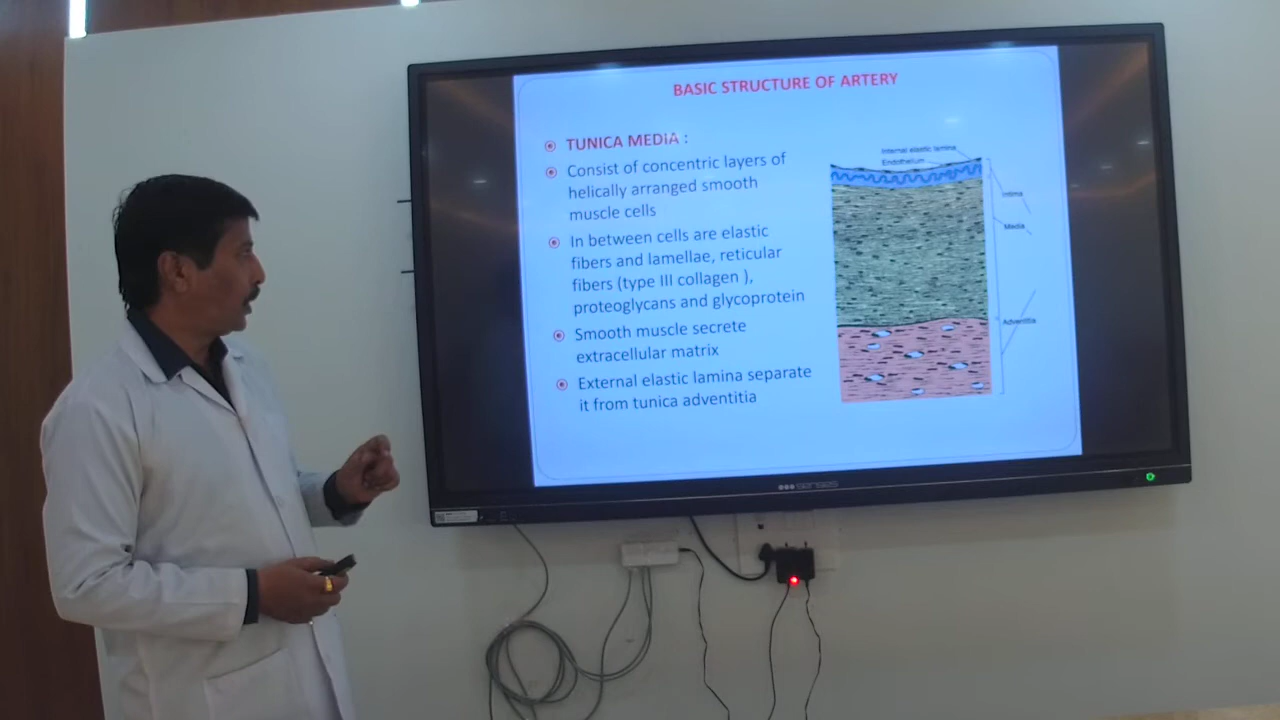 BASIC STRUCTURE OF ARTERY
TUNICA MEDIA :
Consist of concentric layers of
helically arranged smooth
muscle cells
In between cells are elastic
fibers and lamellae, reticular
fibers (type III collagen ),
proteoglycans and glycoprotein
Smooth muscle secrete
extracellular matrix
External elastic lamina separate
it from tunica adventitia
Internal elastic lamina
Endothelium
Intima
Media
Adventitia
senses